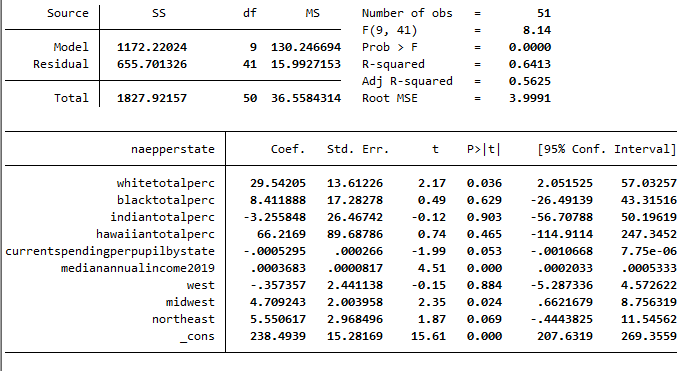 Source SS df MS Number of obs = 51
F(9, 41) = 8.14
Model 1172.22024 9 130.246694 Prob > F = 0.0000
Residual 655.701326 41 15.9927153 R-squared = 0.6413
Adj R-squared = 0.5625
Total 1827.92157 50 36.5584314 Root MSE = 3.9991
naepperstate Coef. Std. Err. t P>|t| [95% Conf. Interval]
whitetotalperc 29.54205 13.61226 2.17 0.036 2.051525 57.03257
blacktotalperc 8.411888 17.28278 0.49 0.629 -26.49139 43.31516
indiantotalperc -3.255848 26.46742 -0.12 0.903 -56.70788 50.19619
hawaiintotalperc 66.2169 89.68786 0.74 0.465 -114.9114 247.3452
currentspendingperpupilbystate -.0005295 .000266 -1.99 0.053 -.0010668 7.75e-06
medianannualincome2019 .0003683 .0000817 4.51 0.000 .0002033 .0005333
west -.357357 2.441138 -0.15 0.884 -5.287336 4.572622
midwest 4.709243 2.003958 2.35 0.024 .6621679 8.756319
northeast 5.550617 2.968496 1.87 0.069 -.4443825 11.54562
_cons 238.4939 15.28169 15.61 0.000 207.6319 269.3559